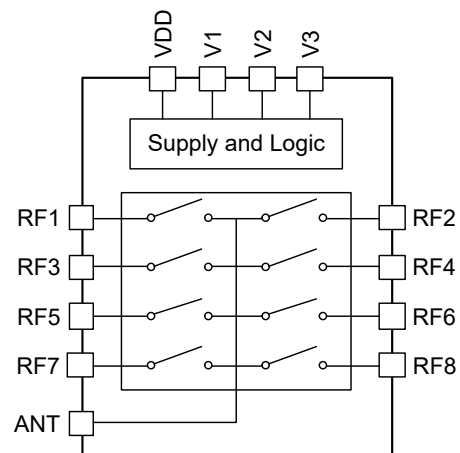 VDD
V1
V2
V3
Supply and Logic
RF1
RF2
RF3
RF4
RF5
RF6
RF7
RF8
ANT